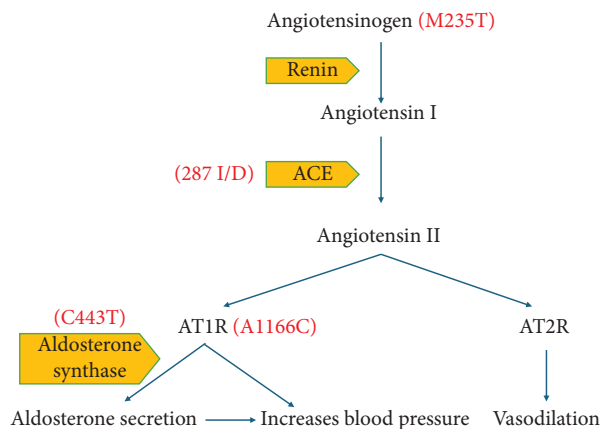 Angiotensinogen (M235T)
Renin
Angiotensin I
(287 I/D)
ACE
Angiotensin II
(C443T)
AT1R (A1166C)
AT2R
Aldosterone
synthase
Aldosterone secretion
Increases blood pressure
Vasodilation